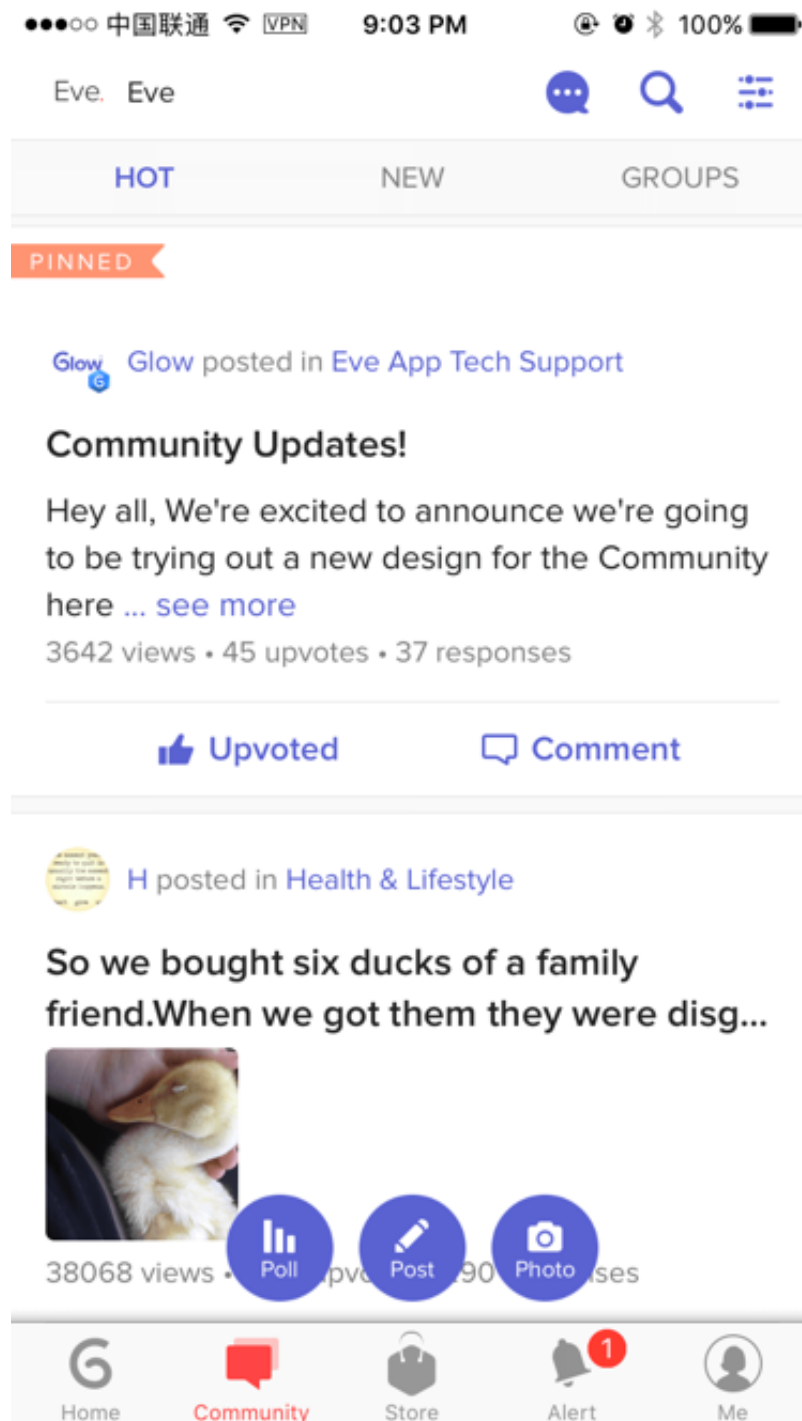 中国联通 VPN 9:03 PM 100%
Eve. Eve
HOT NEW GROUPS
PINNED
Glow Glow posted in Eve App Tech Support
Community Updates!
Hey all, We're excited to announce we're going
to be trying out a new design for the Community
here ... see more
3642 views • 45 upvotes • 37 responses
Upvoted Comment
H posted in Health & Lifestyle
So we bought six ducks of a family
friend.When we got them they were disg...
Poll Post Photo
38068 views •
Home Community Store Alert 1 Me